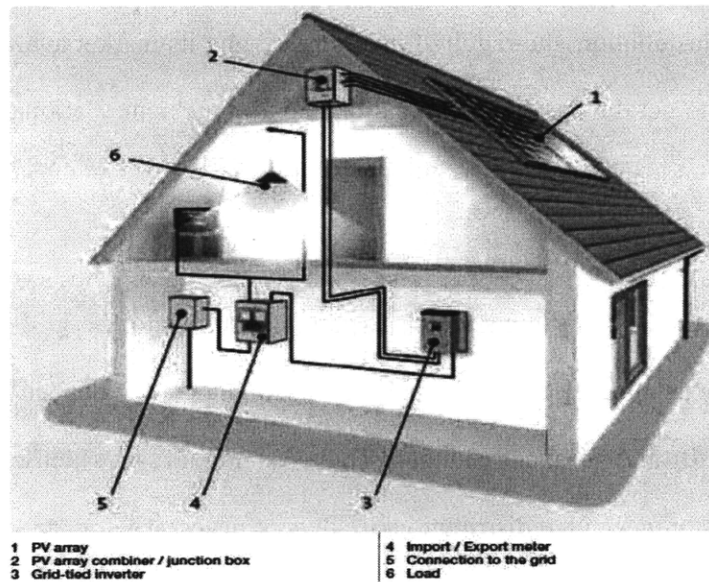 2
1
6
5
4
3
1 PV array
2 PV array combiner / junction box
3 Grid-tied inverter
4 Import / Export meter
5 Connection to the grid
6 Load